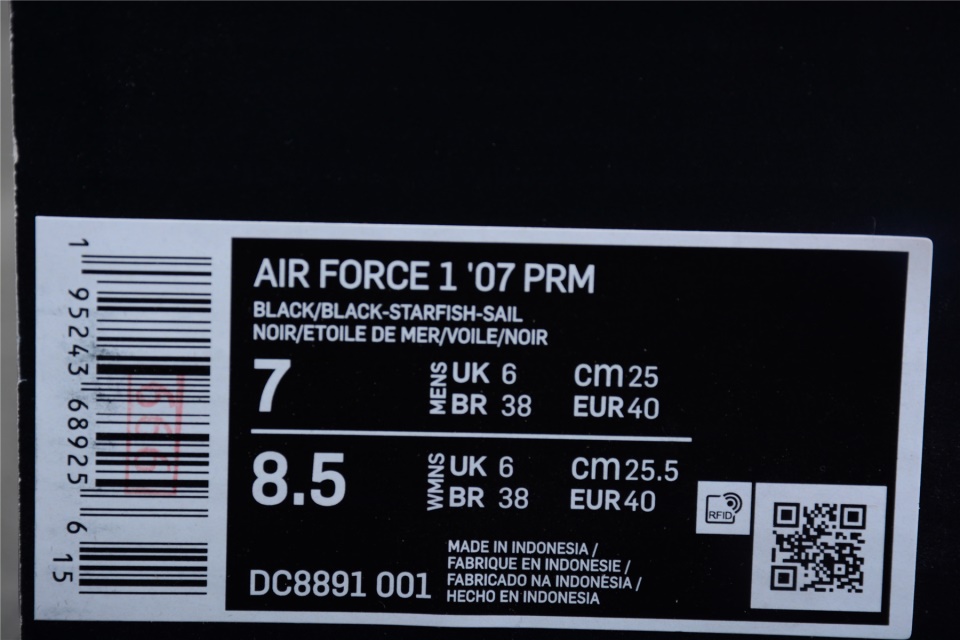 AIR FORCE 1 '07 PRM
BLACK/BLACK-STARFISH-SAIL
NOIR/ETOILE DE MER/VOILE/NOIR
7 MENS UK 6 cm 25
BR 38 EUR 40
8.5 WMNS UK 6 cm 25.5
BR 38 EUR 40
RFID
DC8891 001
MADE IN INDONESIA /
FABRIQUE EN INDONESIE /
FABRICADO NA INDONÉSIA /
HECHO EN INDONESIA
1 95243 68925 6 15